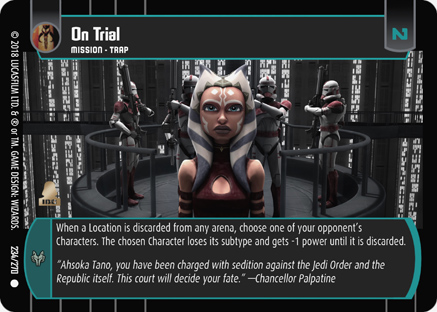 On Trial
MISSION - TRAP
N
© 2018 LUCASFILM LTD. & ® or TM. GAME DESIGN: WIZARDS.
234/270
When a Location is discarded from any arena, choose one of your opponent's
Characters. The chosen Character loses its subtype and gets -1 power until it is discarded.
"Ahsoka Tano, you have been charged with sedition against the Jedi Order and the
Republic itself. This court will decide your fate." —Chancellor Palpatine